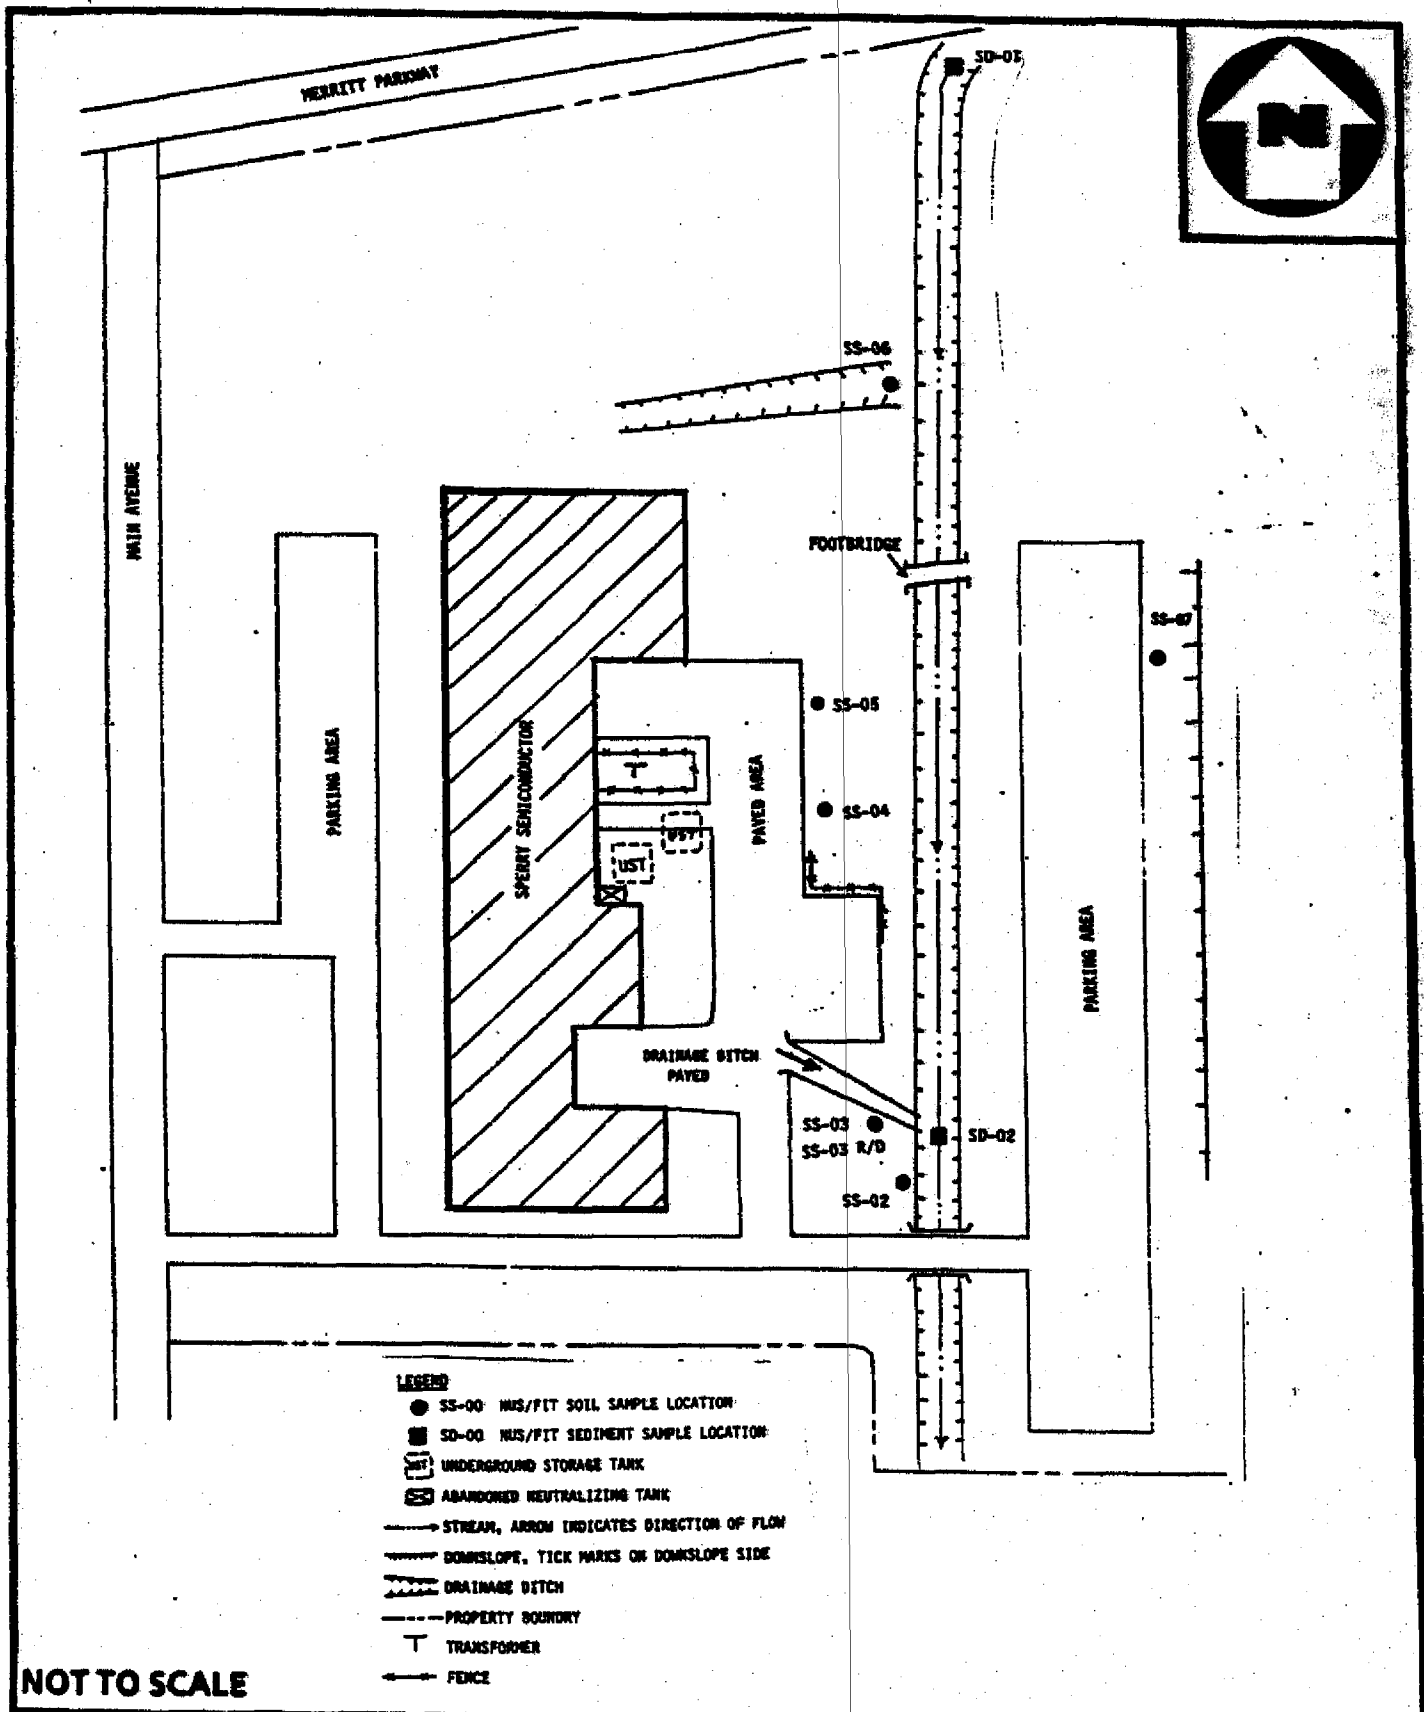 MERRITT PARKWAY
SD-01
N
SS-06
MAIN AVENUE
FOOTBRIDGE
SS-07
SS-05
PARKING AREA
SPERRY SEMICONDUCTOR
T
PAVED AREA
SS-04
UST
UST
PARKING AREA
DRAINAGE DITCH
PAVED
SS-03
SD-02
SS-03 R/D
SS-02
LEGEND
SS-00 NUS/FIT SOIL SAMPLE LOCATION
SD-00 NUS/FIT SEDIMENT SAMPLE LOCATION
UST UNDERGROUND STORAGE TANK
ABANDONED NEUTRALIZING TANK
STREAM, ARROW INDICATES DIRECTION OF FLOW
DOWNSLOPE, TICK MARKS ON DOWNSLOPE SIDE
DRAINAGE DITCH
PROPERTY BOUNDRY
T TRANSFORMER
FENCE
NOT TO SCALE